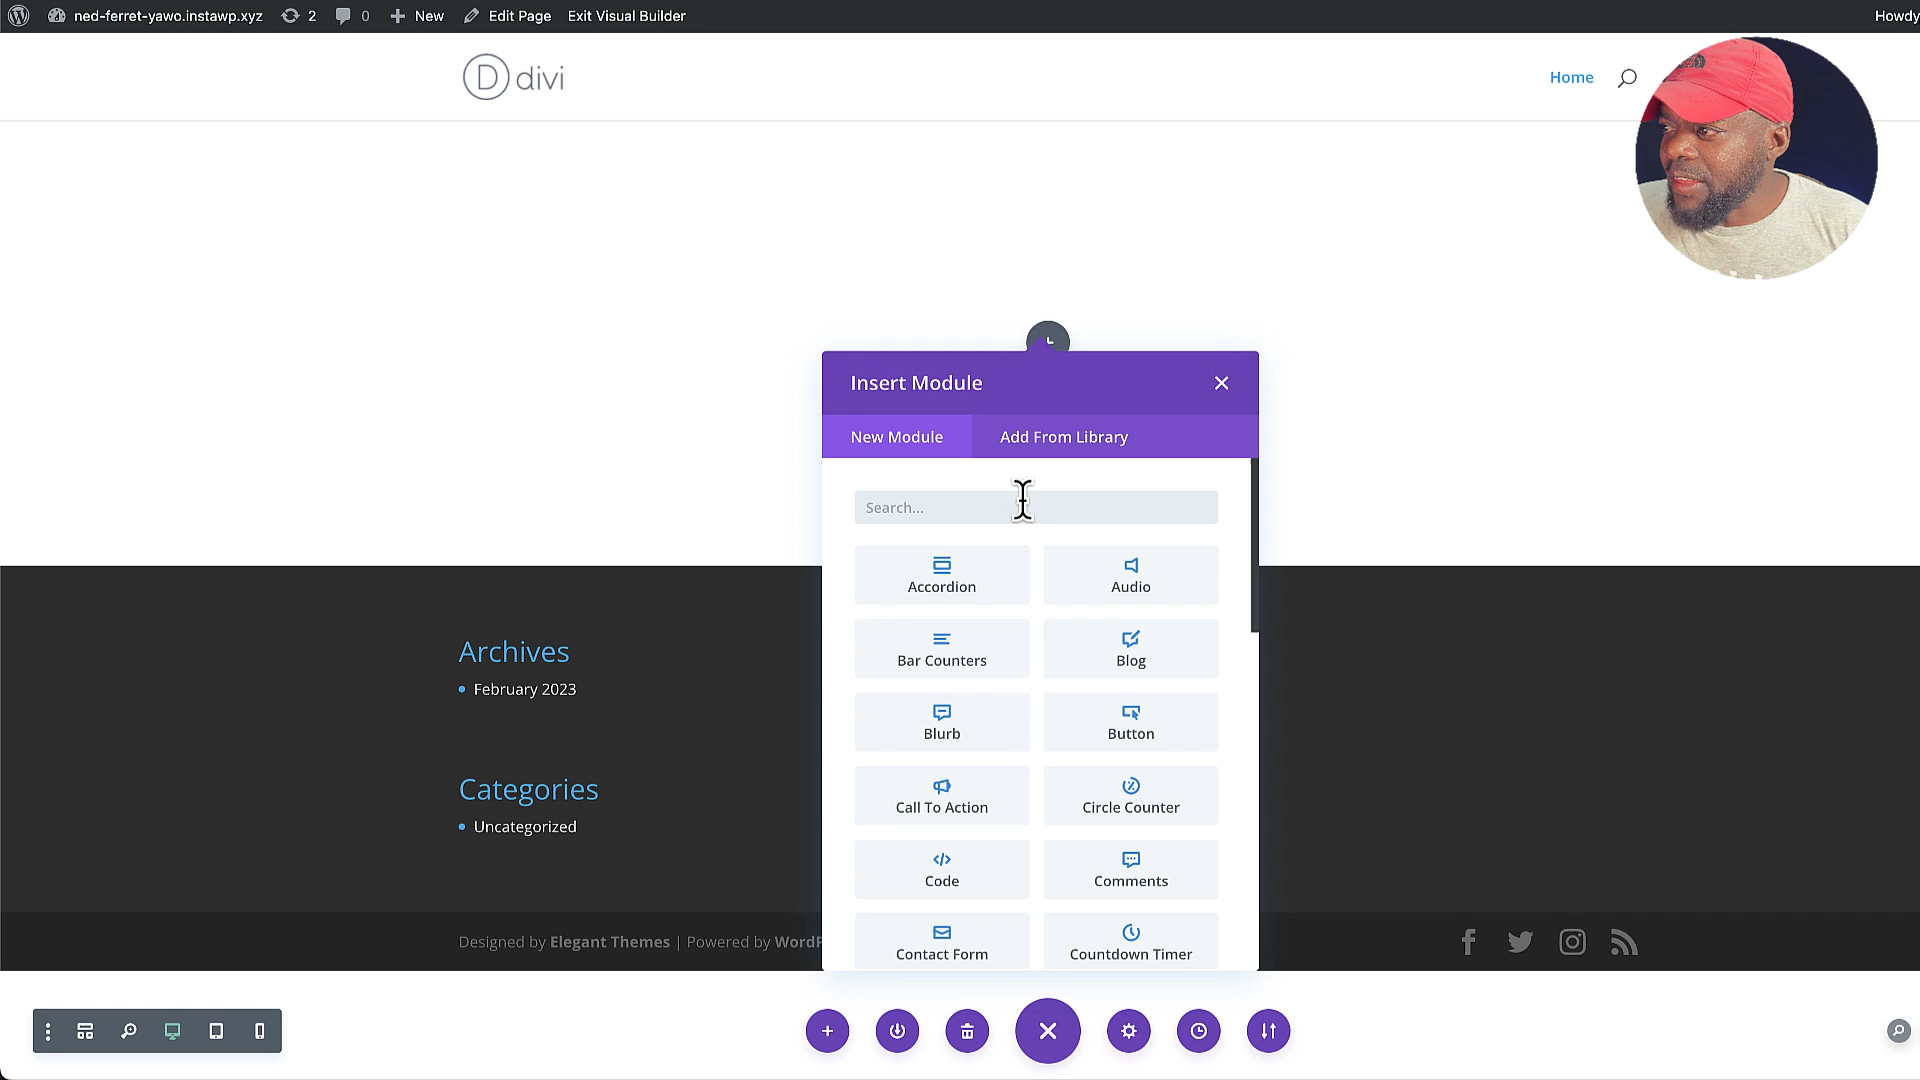 ned-ferret-yawo.instawp.xyz 2 0 New Edit Page Exit Visual Builder Howdy
D divi
Home
Insert Module
New Module Add From Library
Search...
Accordion Audio
Bar Counters Blog
Blurb Button
Call To Action Circle Counter
Code Comments
Contact Form Countdown Timer
Archives
February 2023
Categories
Uncategorized
Designed by Elegant Themes | Powered by WordP